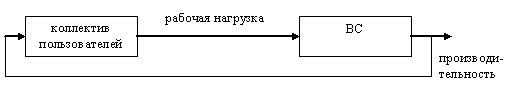 коллектив
пользователей
рабочая нагрузка
ВС
производи-
тельность